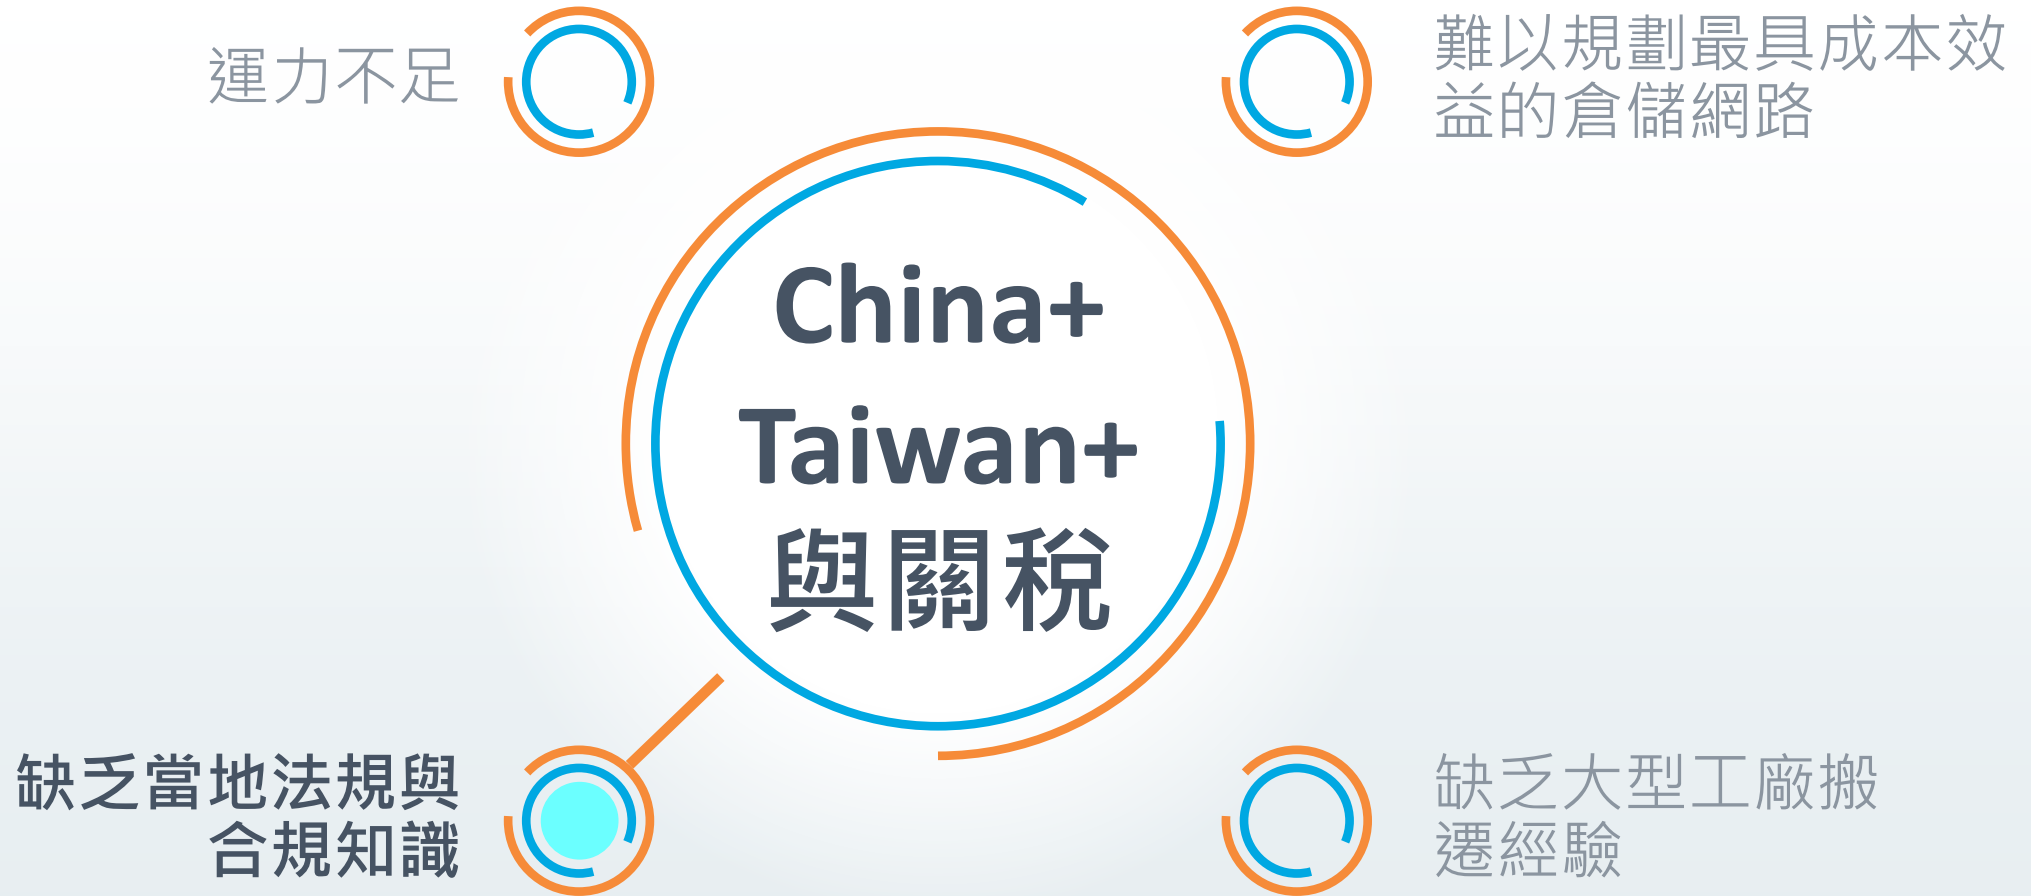 運力不足
難以規劃最具成本效
益的倉儲網路
China+
Taiwan+
與關稅
缺乏當地法規與
合規知識
缺乏大型工廠搬
遷經驗